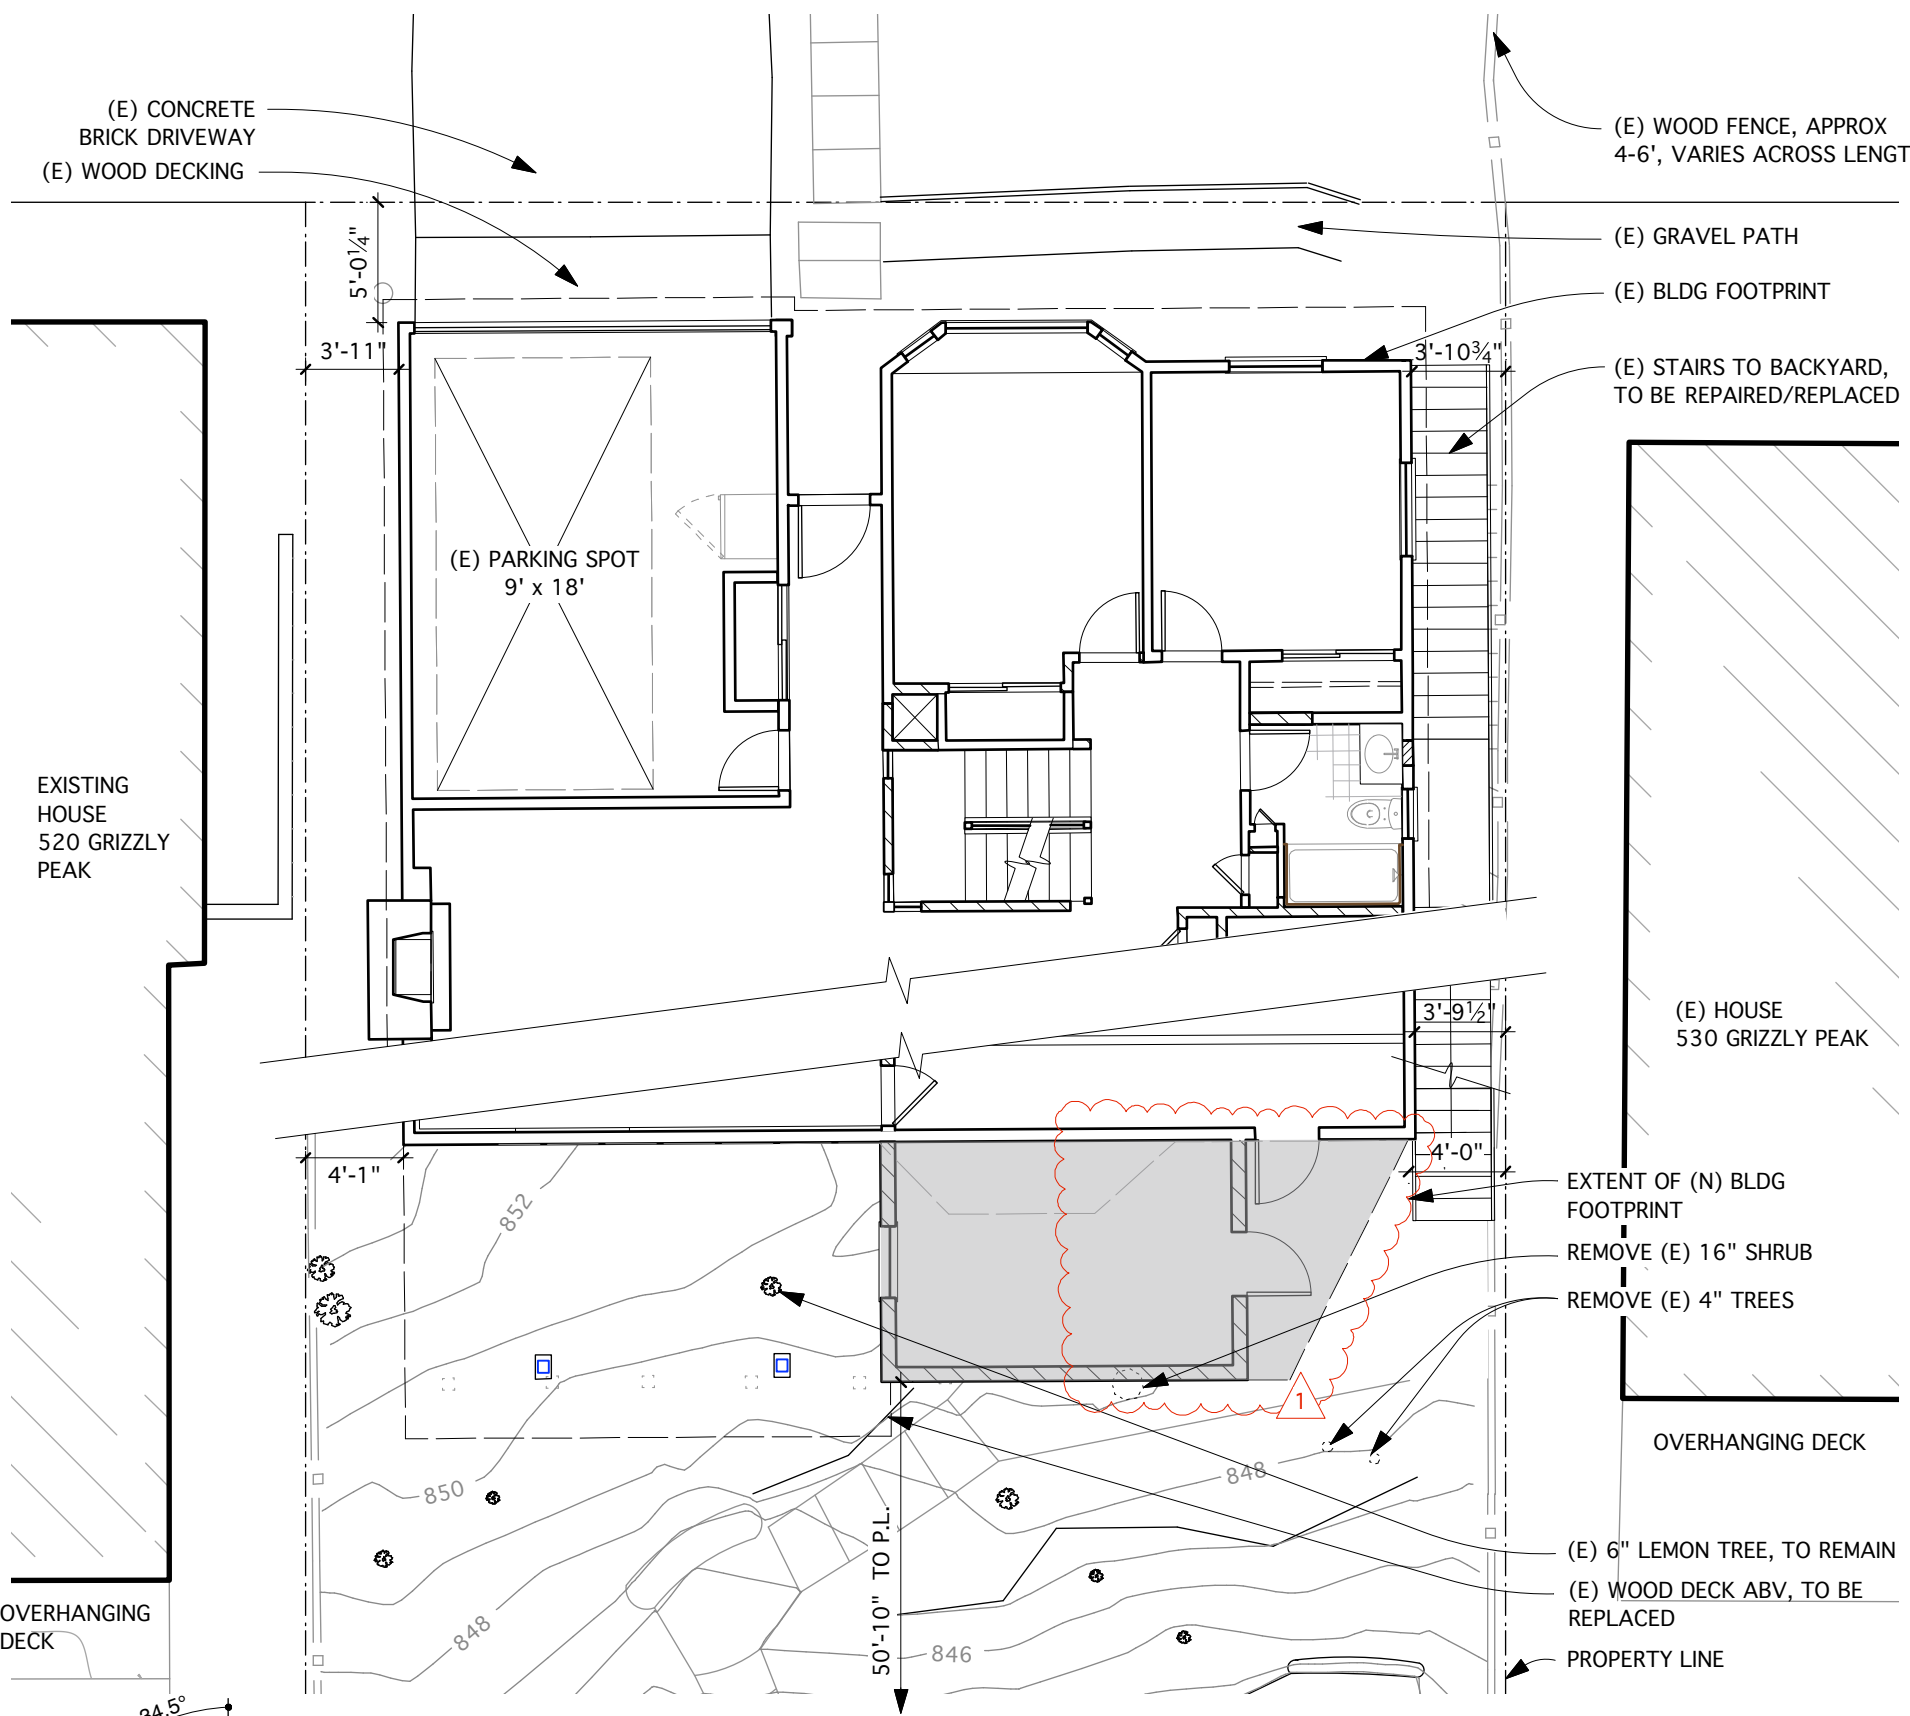 (E) CONCRETE
BRICK DRIVEWAY
(E) WOOD DECKING
(E) WOOD FENCE, APPROX
4-6', VARIES ACROSS LENGT
(E) GRAVEL PATH
(E) BLDG FOOTPRINT
(E) STAIRS TO BACKYARD,
TO BE REPAIRED/REPLACED
5'-0¼"
3'-11"
3'-10¾"
(E) PARKING SPOT
9' x 18'
EXISTING
HOUSE
520 GRIZZLY
PEAK
(E) HOUSE
530 GRIZZLY PEAK
3'-9½"
4'-1"
4'-0"
852
EXTENT OF (N) BLDG
FOOTPRINT
REMOVE (E) 16" SHRUB
REMOVE (E) 4" TREES
1
OVERHANGING DECK
850
848
848
846
50'-10" TO P.L.
(E) 6" LEMON TREE, TO REMAIN
(E) WOOD DECK ABV, TO BE
REPLACED
PROPERTY LINE
OVERHANGING
DECK
34.5°